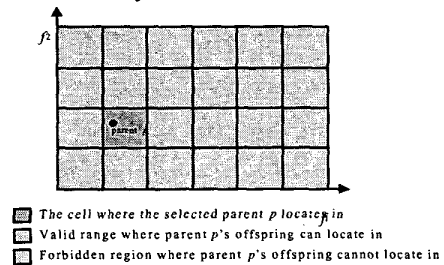 f2
parent p
The cell where the selected parent p locates in
f1
Valid range where parent p's offspring can locate in
Forbidden region where parent p's offspring cannot locate in